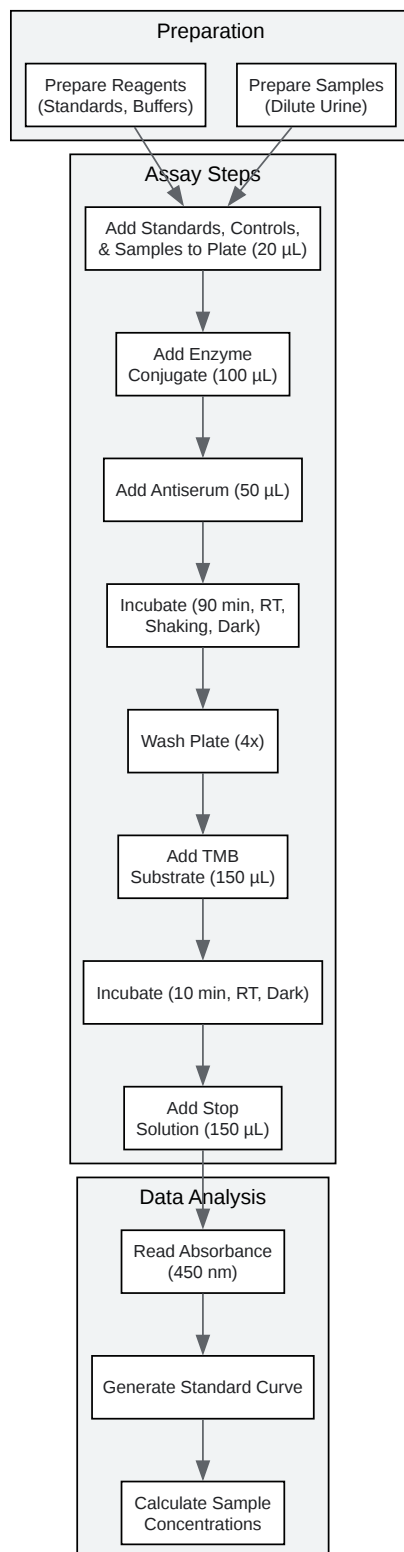 Preparation
Prepare Reagents
(Standards, Buffers)
Prepare Samples
(Dilute Urine)
Assay Steps
Add Standards, Controls,
& Samples to Plate (20 µL)
Add Enzyme
Conjugate (100 µL)
Add Antiserum (50 µL)
Incubate (90 min, RT,
Shaking, Dark)
Wash Plate (4x)
Add TMB
Substrate (150 µL)
Incubate (10 min, RT, Dark)
Add Stop
Solution (150 µL)
Data Analysis
Read Absorbance
(450 nm)
Generate Standard Curve
Calculate Sample
Concentrations